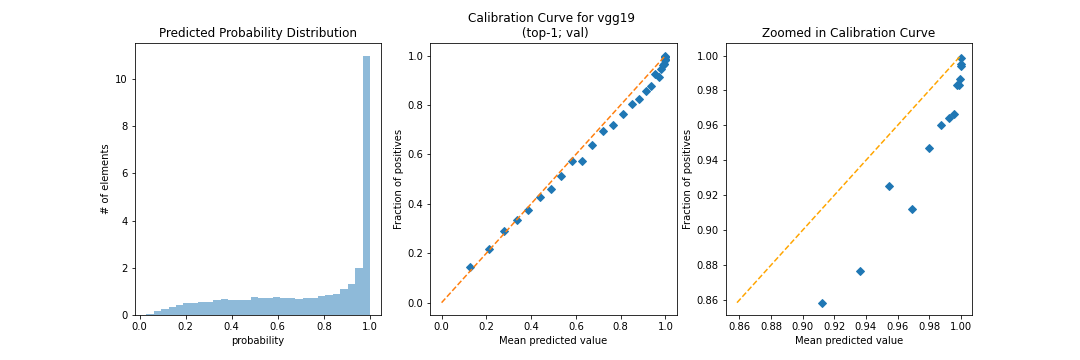 Predicted Probability Distribution
# of elements
10
8
6
4
2
0
0.0 0.2 0.4 0.6 0.8 1.0
probability
Calibration Curve for vgg19
(top-1; val)
Fraction of positives
1.0
0.8
0.6
0.4
0.2
0.0
0.0 0.2 0.4 0.6 0.8 1.0
Mean predicted value
Zoomed in Calibration Curve
Fraction of positives
1.00
0.98
0.96
0.94
0.92
0.90
0.88
0.86
0.86 0.88 0.90 0.92 0.94 0.96 0.98 1.00
Mean predicted value